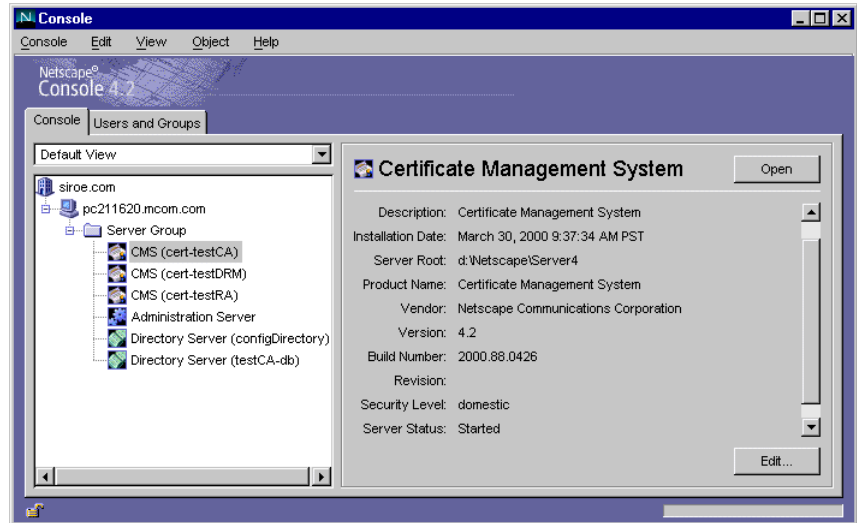 Console
Console Edit View Object Help
Netscape®
Console 4.2
Console Users and Groups
Default View
siroe.com
pc211620.mcom.com
Server Group
CMS (cert-testCA)
CMS (cert-testDRM)
CMS (cert-testRA)
Administration Server
Directory Server (configDirectory)
Directory Server (testCA-db)
Certificate Management System
Open
Description: Certificate Management System
Installation Date: March 30, 2000 9:37:34 AM PST
Server Root: d:\Netscape\Server4
Product Name: Certificate Management System
Vendor: Netscape Communications Corporation
Version: 4.2
Build Number: 2000.88.0426
Revision:
Security Level: domestic
Server Status: Started
Edit...